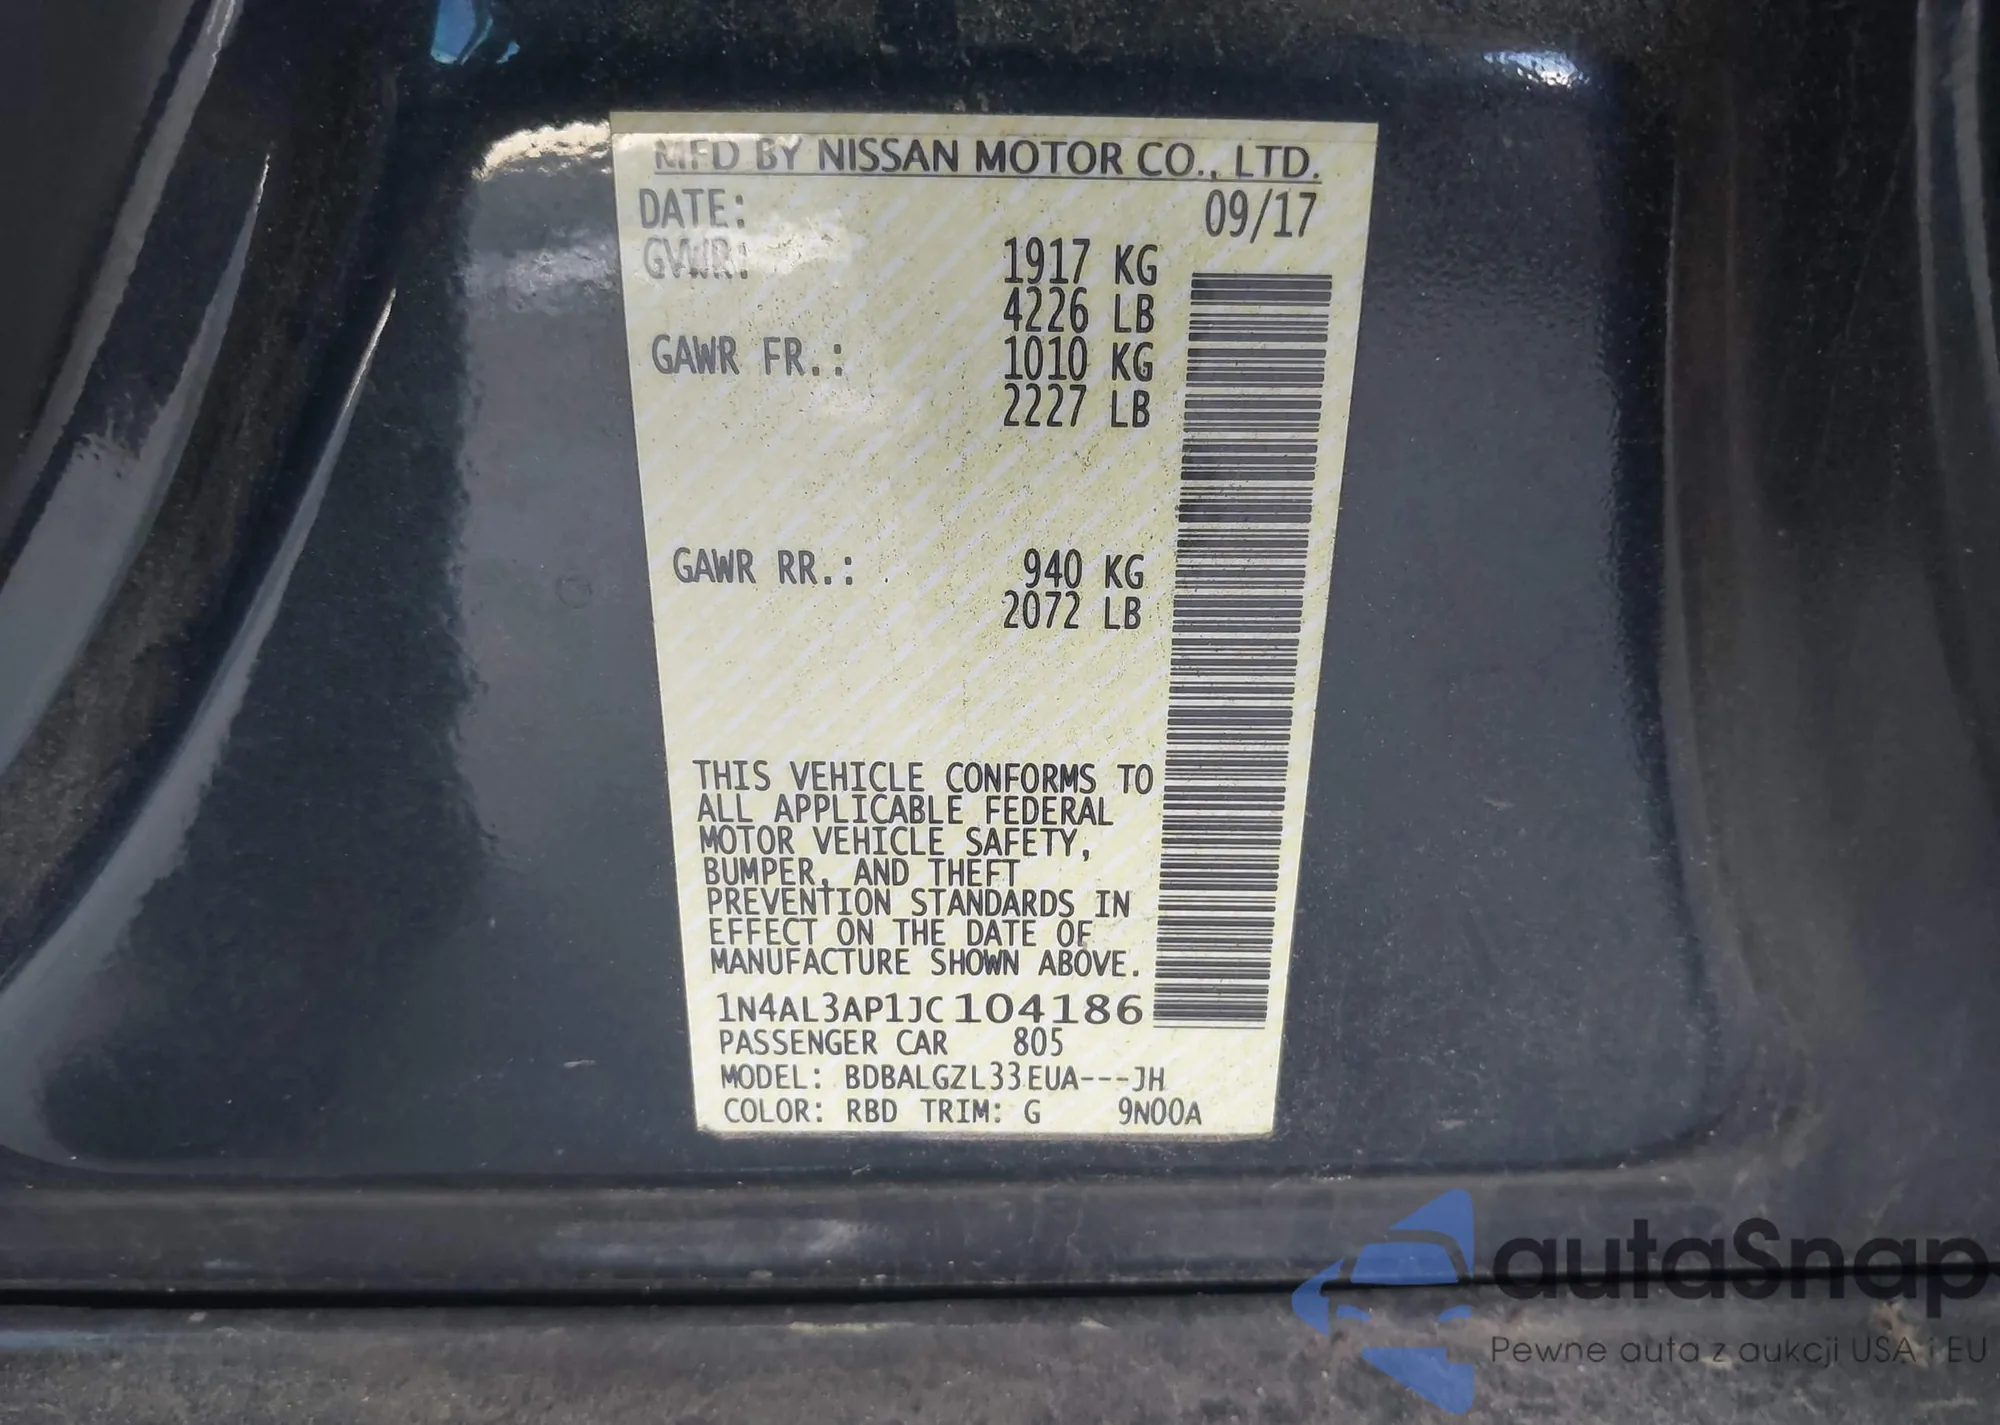 MFD BY NISSAN MOTOR CO., LTD.
DATE: 09/17
GVWR: 1917 KG
4226 LB
GAWR FR.: 1010 KG
2227 LB
GAWR RR.: 940 KG
2072 LB
THIS VEHICLE CONFORMS TO
ALL APPLICABLE FEDERAL
MOTOR VEHICLE SAFETY,
BUMPER, AND THEFT
PREVENTION STANDARDS IN
EFFECT ON THE DATE OF
MANUFACTURE SHOWN ABOVE.
1N4AL3AP1JC104186
PASSENGER CAR 805
MODEL: BDBALGZL33EUA---JH
COLOR: RBD TRIM: G 9N00A
autaSnap
Pewne auta z aukcji USA i EU